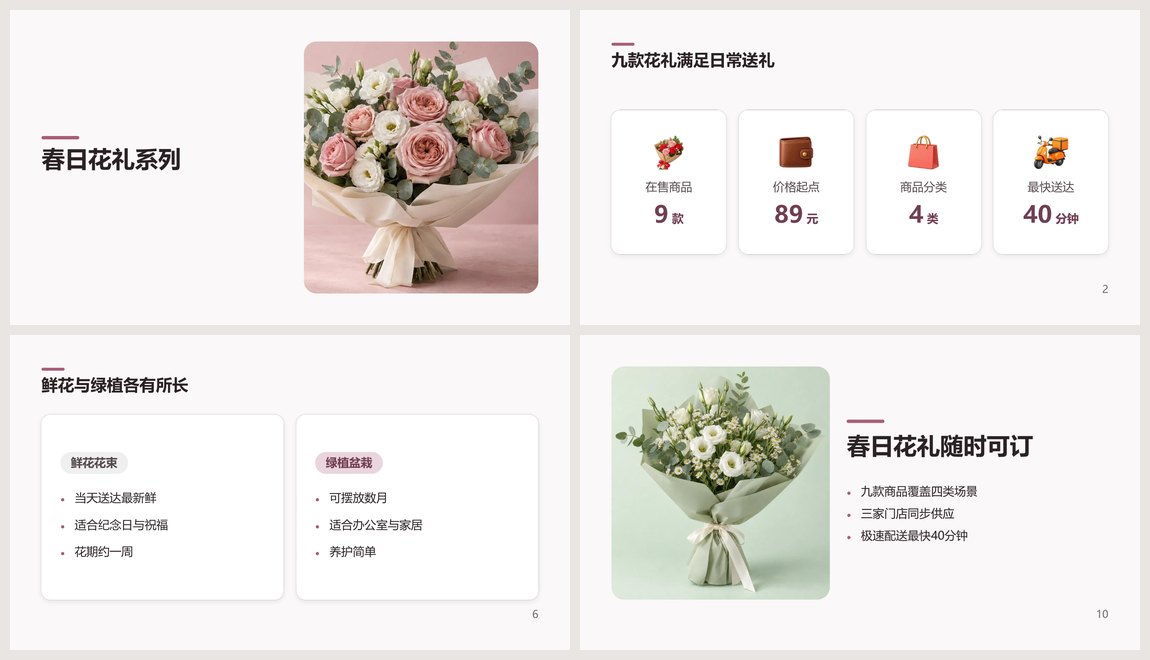 春日花礼系列
九款花礼满足日常送礼
在售商品
9 款
价格起点
89 元
商品分类
4 类
最快送达
40 分钟
2
鲜花与绿植各有所长
鲜花花束
• 当天送达最新鲜
• 适合纪念日与祝福
• 花期约一周
绿植盆栽
• 可摆放数月
• 适合办公室与家居
• 养护简单
6
春日花礼随时可订
• 九款商品覆盖四类场景
• 三家门店同步供应
• 极速配送最快40分钟
10